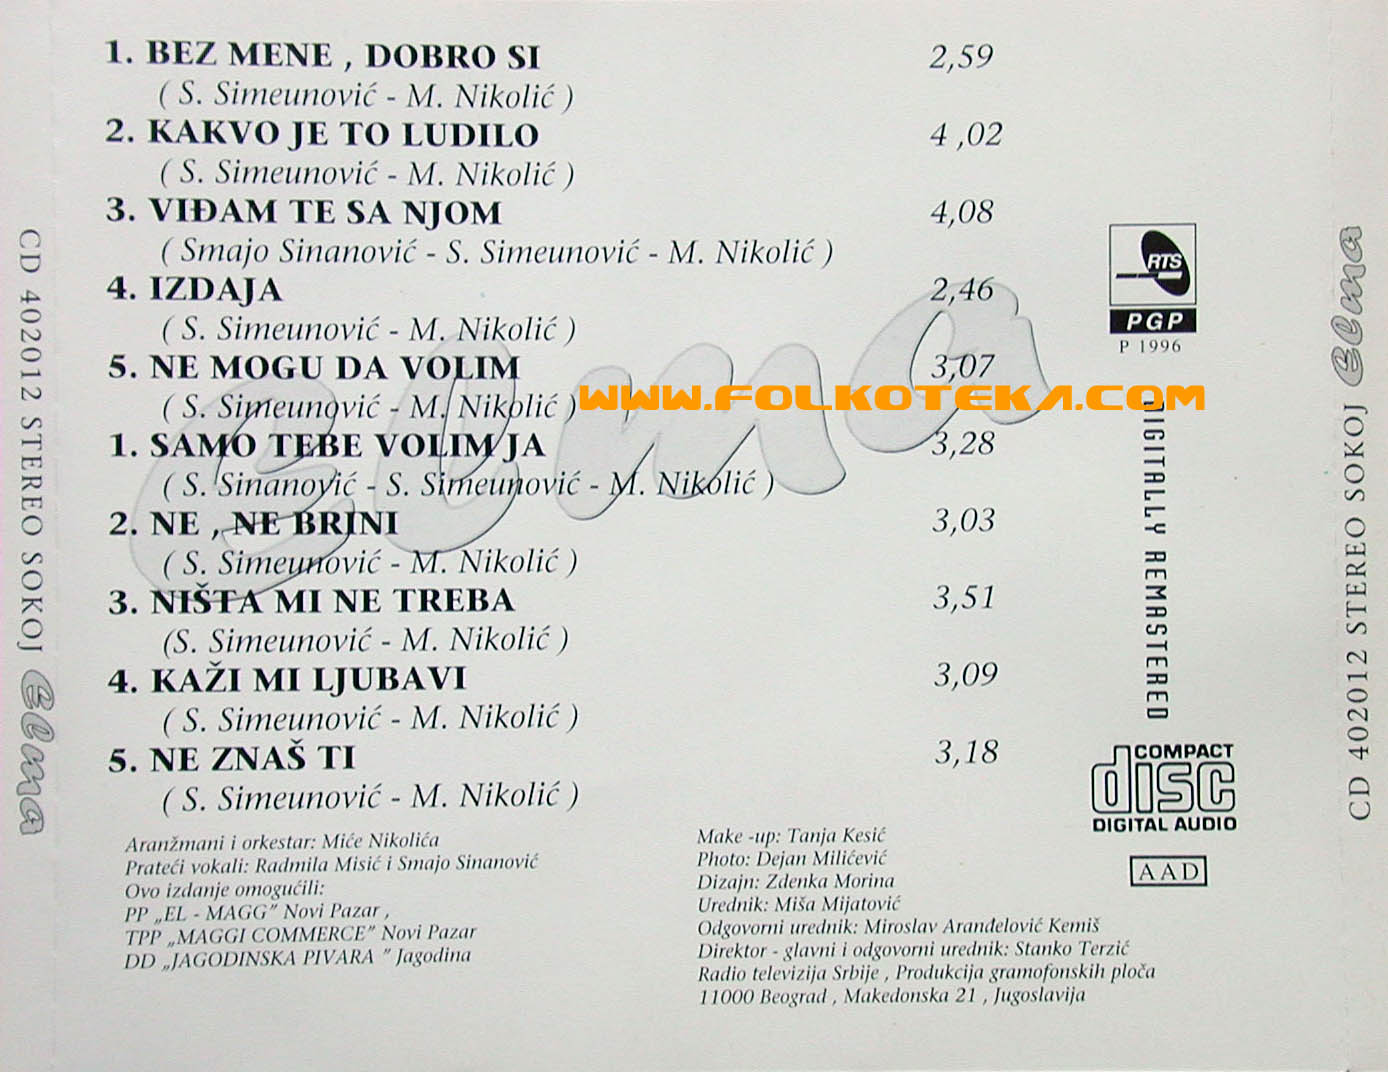 1. BEZ MENE , DOBRO SI 2,59
( S. Simeunović - M. Nikolić )
2. KAKVO JE TO LUDILO 4 ,02
( S. Simeunović - M. Nikolić )
3. VIĐAM TE SA NJOM 4,08
( Smajo Sinanović - S. Simeunović - M. Nikolić )
4. IZDAJA 2,46
( S. Simeunović - M. Nikolić )
5. NE MOGU DA VOLIM 3,07
( S. Simeunović - M. Nikolić )
1. SAMO TEBE VOLIM JA 3,28
( S. Sinanović - S. Simeunović - M. Nikolić )
2. NE , NE BRINI 3,03
( S. Simeunović - M. Nikolić )
3. NIŠTA MI NE TREBA 3,51
(S. Simeunović - M. Nikolić )
4. KAŽI MI LJUBAVI 3,09
( S. Simeunović - M. Nikolić )
5. NE ZNAŠ TI 3,18
( S. Simeunović - M. Nikolić )
Aranžmani i orkestar: Miće Nikolića
Prateći vokali: Radmila Misić i Smajo Sinanović
Ovo izdanje omogućili:
PP „EL - MAGG” Novi Pazar ,
TPP „MAGGI COMMERCE” Novi Pazar
DD „JAGODINSKA PIVARA ” Jagodina
Make -up: Tanja Kesić
Photo: Dejan Milićević
Dizajn: Zdenka Morina
Urednik: Miša Mijatović
Odgovorni urednik: Miroslav Aranđelović Kemiš
Direktor - glavni i odgovorni urednik: Stanko Terzić
Radio televizija Srbije , Produkcija gramofonskih ploča
11000 Beograd , Makedonska 21 , Jugoslavija
elma
WWW.FOLKOTEKA.COM
RTS
PGP
P 1996
DIGITALLY REMASTERED
COMPACT
disc
DIGITAL AUDIO
AAD
CD 402012 STEREO SOKOJ elma
CD 402012 STEREO SOKOJ elma